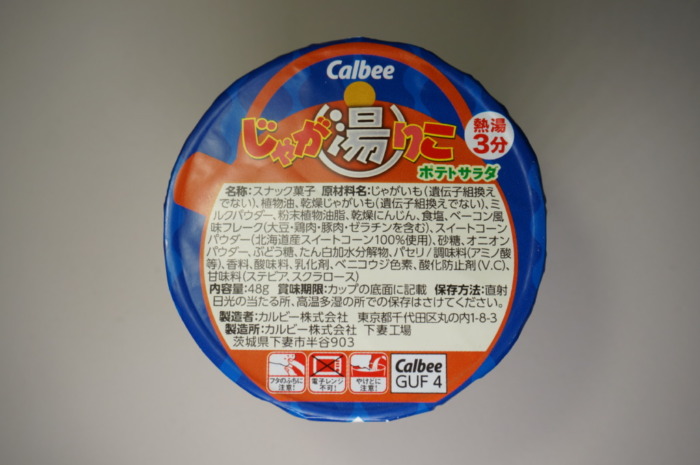 Calbee
じゃが湯りこ
熱湯
3分
ポテトサラダ
名称:スナック菓子 原材料名:じゃがいも(遺伝子組換え
でない)、植物油、乾燥じゃがいも(遺伝子組換えでない)、ミ
ルクパウダー、粉末植物油脂、乾燥にんじん、食塩、ベーコン風
味フレーク(大豆・鶏肉・豚肉・ゼラチンを含む)、スイートコーン
パウダー(北海道産スイートコーン100%使用)、砂糖、オニオン
パウダー、ぶどう糖、たん白加水分解物、パセリ/調味料(アミノ酸
等)、香料、酸味料、乳化剤、ベニコウジ色素、酸化防止剤(V.C)、
甘味料(ステビア、スクラロース)
内容量:48g 賞味期限:カップの底面に記載 保存方法:直射
日光の当たる所、高温多湿の所での保存はさけてください。
製造者:カルビー株式会社 東京都千代田区丸の内1-8-3
製造所:カルビー株式会社 下妻工場
茨城県下妻市半谷903
フタのふちに
注意!
電子レンジ
不可!
やけどに
注意!
Calbee
GUF 4